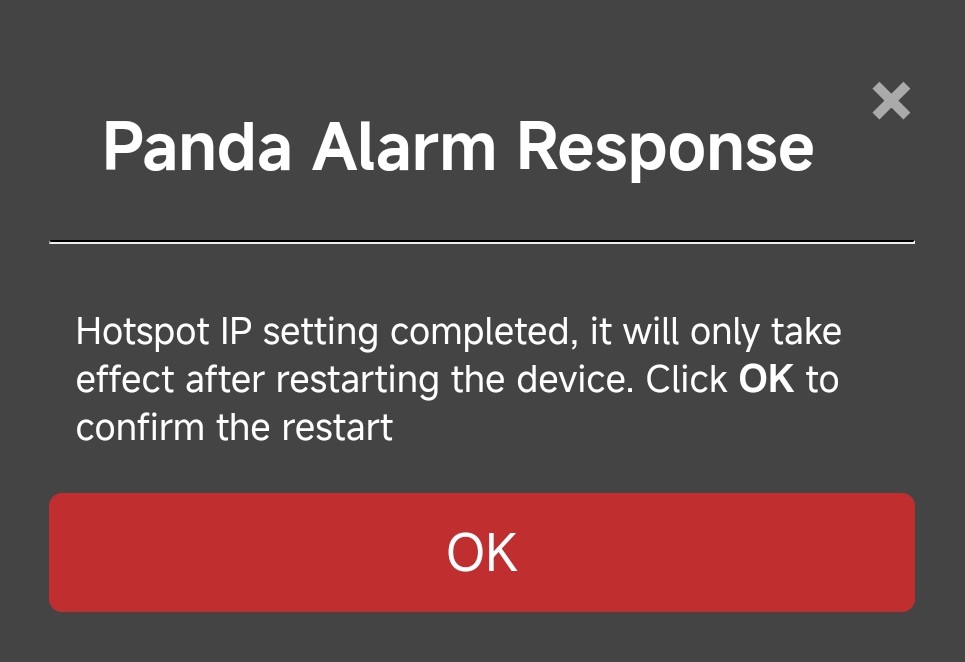 Panda Alarm Response
Hotspot IP setting completed, it will only take
effect after restarting the device. Click OK to
confirm the restart
OK